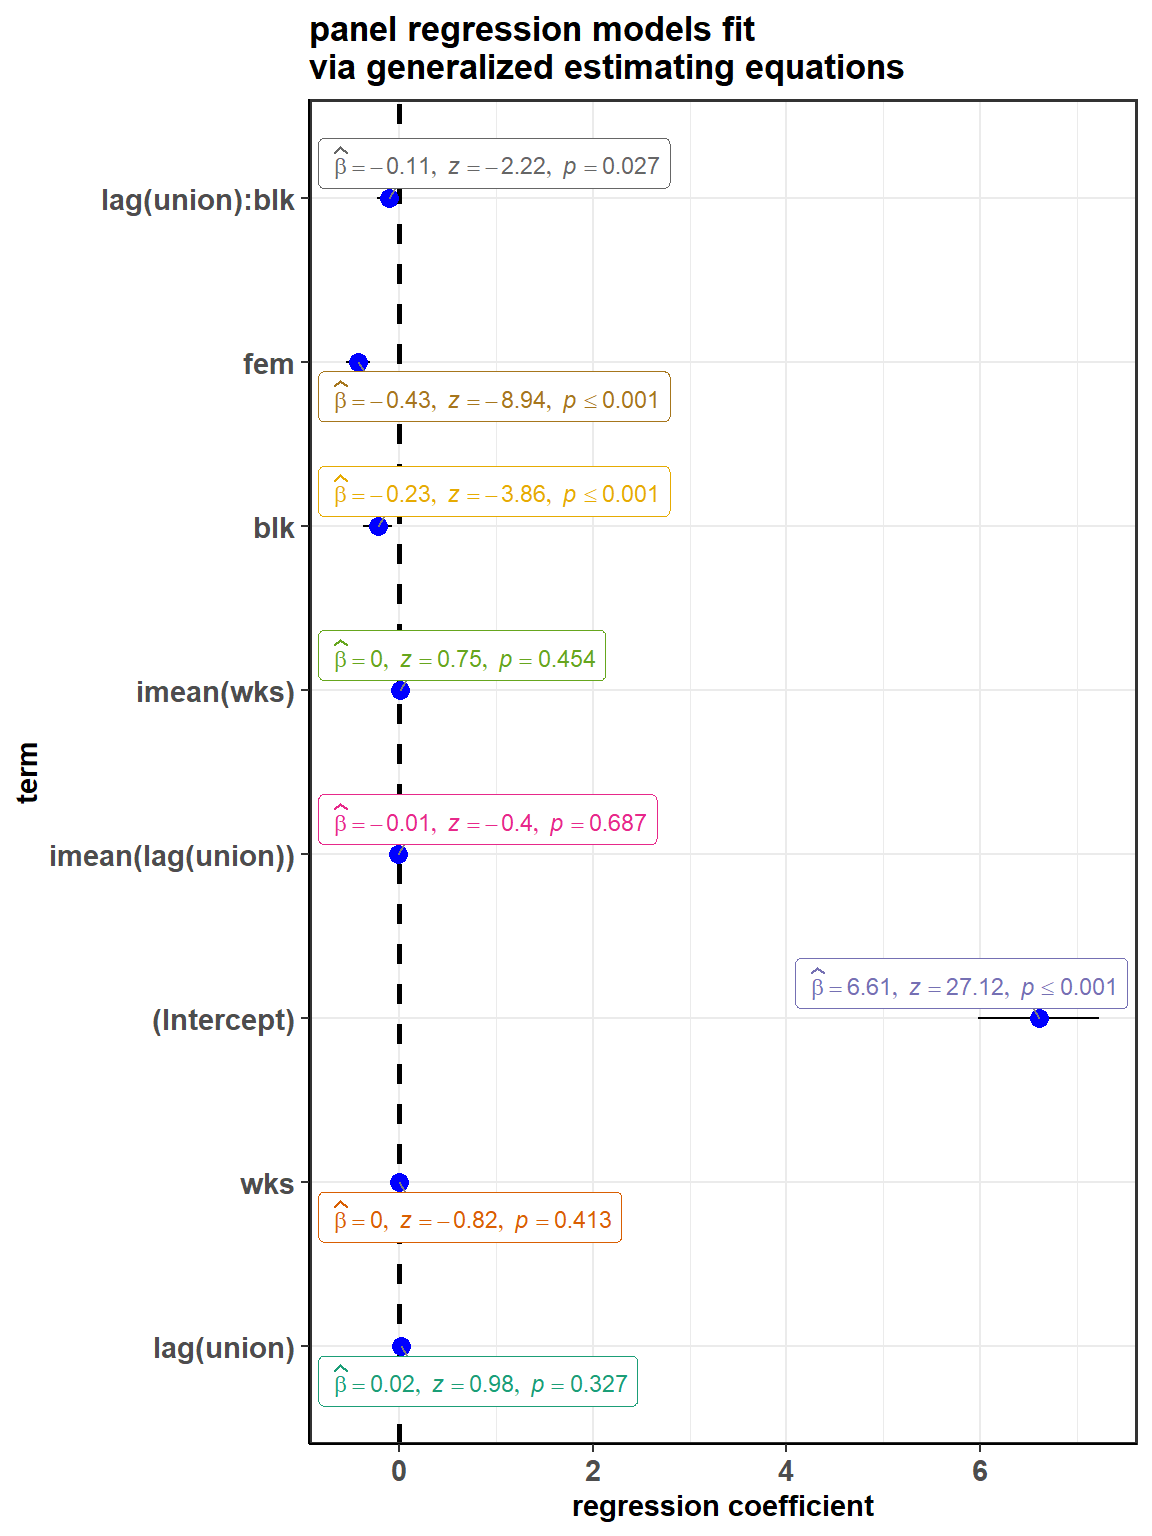 panel regression models fit
via generalized estimating equations
term
lag(union):blk
β̂ = −0.11, z = −2.22, p = 0.027
fem
β̂ = −0.43, z = −8.94, p ≤ 0.001
β̂ = −0.23, z = −3.86, p ≤ 0.001
blk
β̂ = 0, z = 0.75, p = 0.454
imean(wks)
β̂ = −0.01, z = −0.4, p = 0.687
imean(lag(union))
β̂ = 6.61, z = 27.12, p ≤ 0.001
(Intercept)
wks
β̂ = 0, z = −0.82, p = 0.413
lag(union)
β̂ = 0.02, z = 0.98, p = 0.327
0 2 4 6
regression coefficient